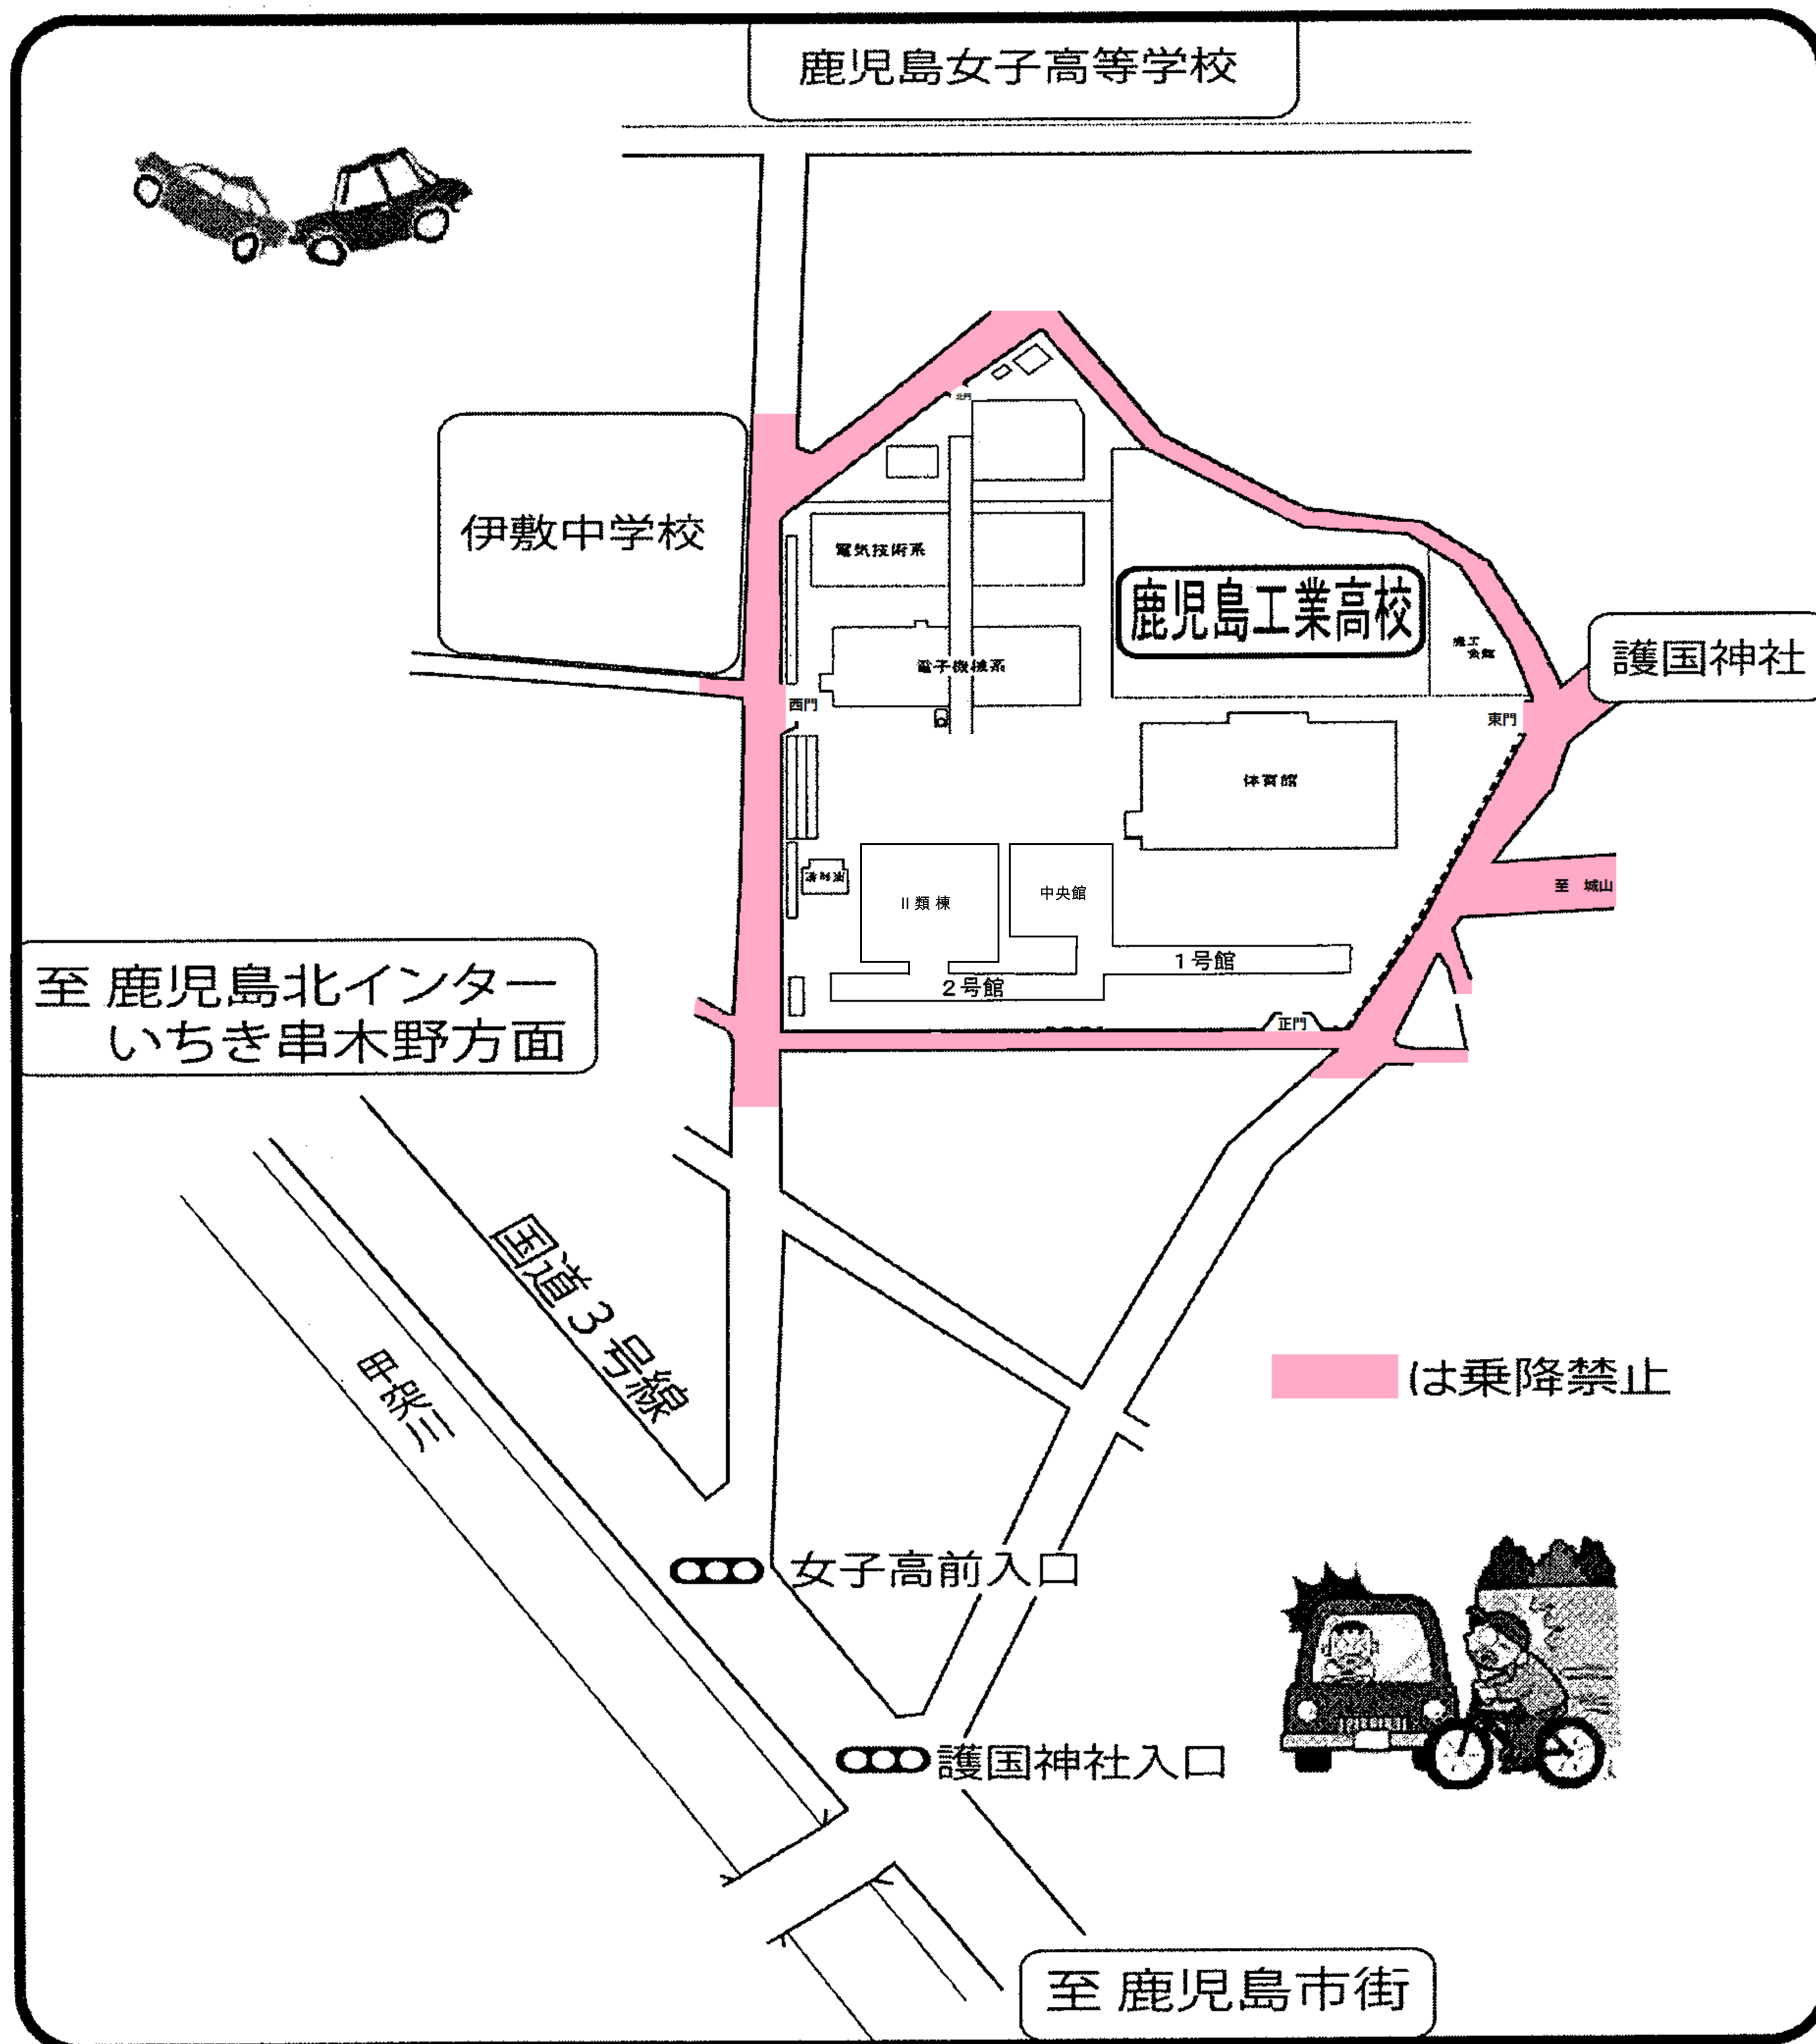 鹿児島女子高等学校
北門
伊敷中学校
電気技術系
鹿児島工業高校
電子機械系
護国神社
西門
東門
体育館
至　城山
Ⅱ類 棟
中央館
1号館
2号館
正門
至 鹿児島北インター
いちき串木野方面
国道3号線
甲突川
は乗降禁止
女子高前入口
護国神社入口
至 鹿児島市街